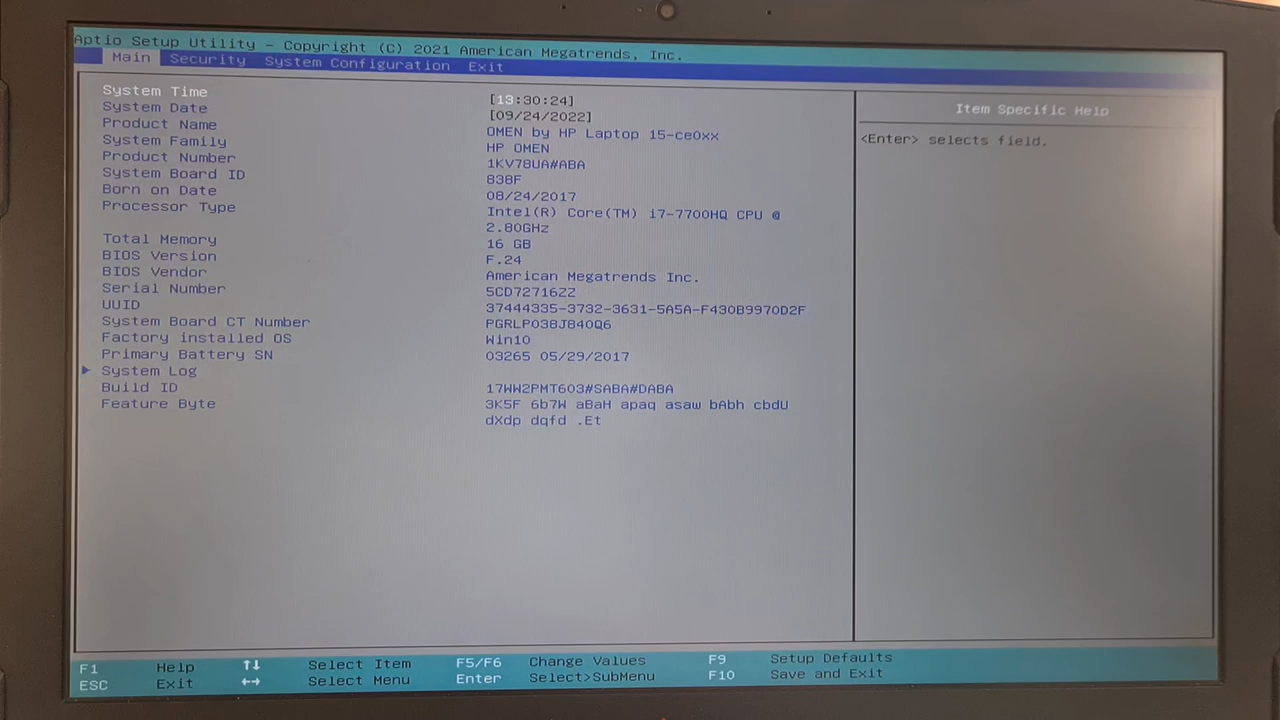 Aptio Setup Utility - Copyright (C) 2021 American Megatrends, Inc.
Main Security System Configuration Exit
System Time [13:30:24]
System Date [09/24/2022]
Product Name OMEN by HP Laptop 15-ce0xx
System Family HP OMEN
Product Number 1KV78UA#ABA
System Board ID 838F
Born on Date 08/24/2017
Processor Type Intel(R) Core(TM) i7-7700HQ CPU @
2.80GHz
Total Memory 16 GB
BIOS Version F.24
BIOS Vendor American Megatrends Inc.
Serial Number 5CD72716ZZ
UUID 37444335-3732-3631-5A5A-F430B9970D2F
System Board CT Number PGRLP038J840Q6
Factory installed OS Win10
Primary Battery SN 03265 05/29/2017
System Log
Build ID 17WW2PMT603#SABA#DABA
Feature Byte 3K5F 6b7W aBaH apaq asaw bAbh cbdU
dXdp dqfd .Et
Item Specific Help
<Enter> selects field.
F1 Help ↑↓ Select Item F5/F6 Change Values F9 Setup Defaults
ESC Exit ←→ Select Menu Enter Select>SubMenu F10 Save and Exit